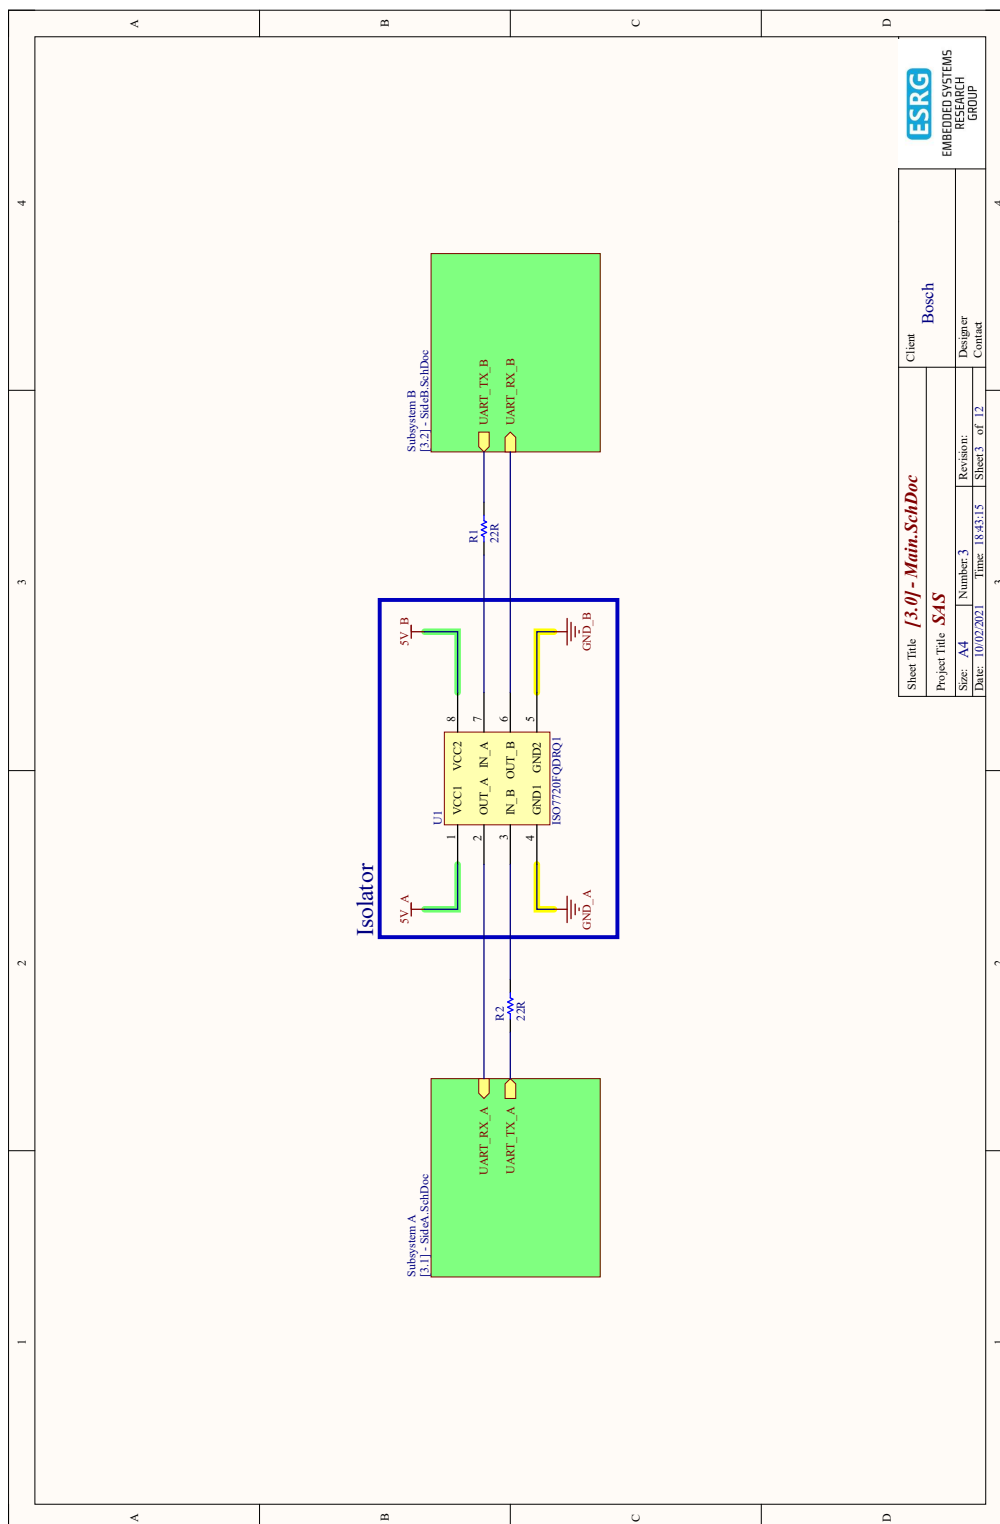 1
2
3
4
A
B
C
D
Isolator
5V_A
5V_B
U1
1 VCC1 VCC2 8
2 OUT_A IN_A 7
3 IN_B OUT_B 6
4 GND1 GND2 5
ISO7720FQDRQ1
GND_A
GND_B
Subsystem A
[3.1] - SideA.SchDoc
UART_RX_A
UART_TX_A
R2
22R
R1
22R
Subsystem B
[3.2] - SideB.SchDoc
UART_TX_B
UART_RX_B
Sheet Title [3.0] - Main.SchDoc
Project Title SAS
Size: A4 Number: 3 Revision:
Date: 10/02/2021 Time: 18:43:15 Sheet 3 of 12
Client
Bosch
Designer
Contact
ESRG
EMBEDDED SYSTEMS
RESEARCH
GROUP
A
B
C
D
1
2
3
4